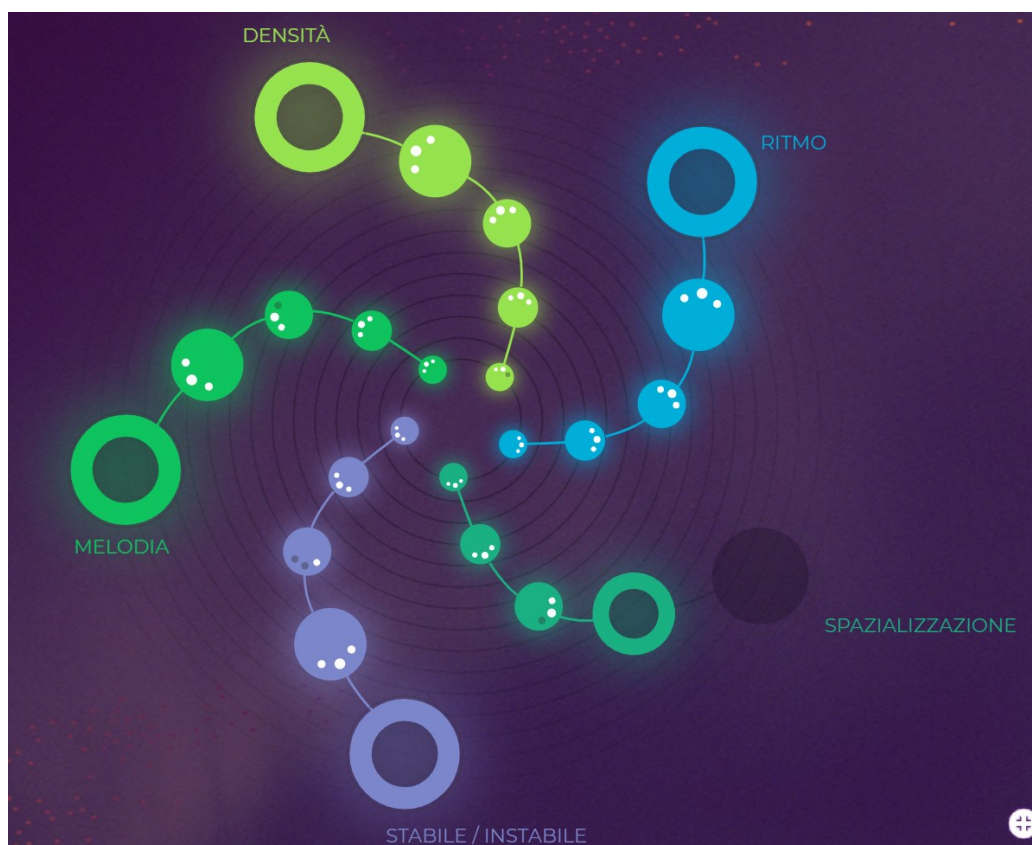 DENSITÀ
RITMO
MELODIA
SPAZIALIZZAZIONE
STABILE / INSTABILE